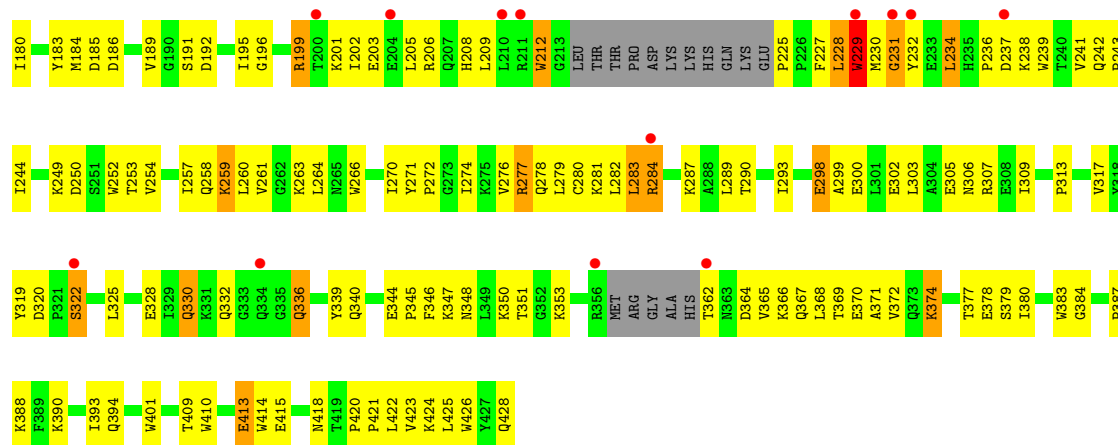 I180 Y183 M184 D185 D186 V189 G190 S191 D192 I195 G196 R199 T200 K201 I202 E203 E204 L205 R206 Q207 H208 L209 L210 R211 W212 G213 LEU THR THR PRO ASP LYS LYS HIS GLN LYS GLU P225 P226 F227 L228 W229 M230 G231 Y232 E233 L234 H235 P236 D237 K238 W239 T240 V241 Q242 P243
I244 K249 D250 S251 W252 T253 V254 I257 Q258 K259 L260 V261 G262 K263 L264 N265 W266 I270 Y271 P272 G273 I274 K275 V276 R277 Q278 L279 C280 K281 L282 L283 R284 K287 A288 L289 T290 I293 E298 A299 E300 L301 E302 L303 A304 E305 N306 R307 E308 I309 P313 V317 Y318
Y319 D320 P321 S322 L325 E328 I329 Q330 K331 Q332 G333 Q334 G335 Q336 Y339 Q340 E344 P345 F346 K347 N348 L349 K350 T351 G352 K353 R356 MET ARG GLY ALA HIS T362 N363 D364 V365 K366 Q367 L368 T369 E370 A371 V372 Q373 K374 T377 E378 S379 I380 W383 G384 P387
K388 F389 K390 I393 Q394 W401 T409 W410 E413 W414 E415 N418 T419 P420 P421 L422 V423 K424 L425 W426 Y427 Q428